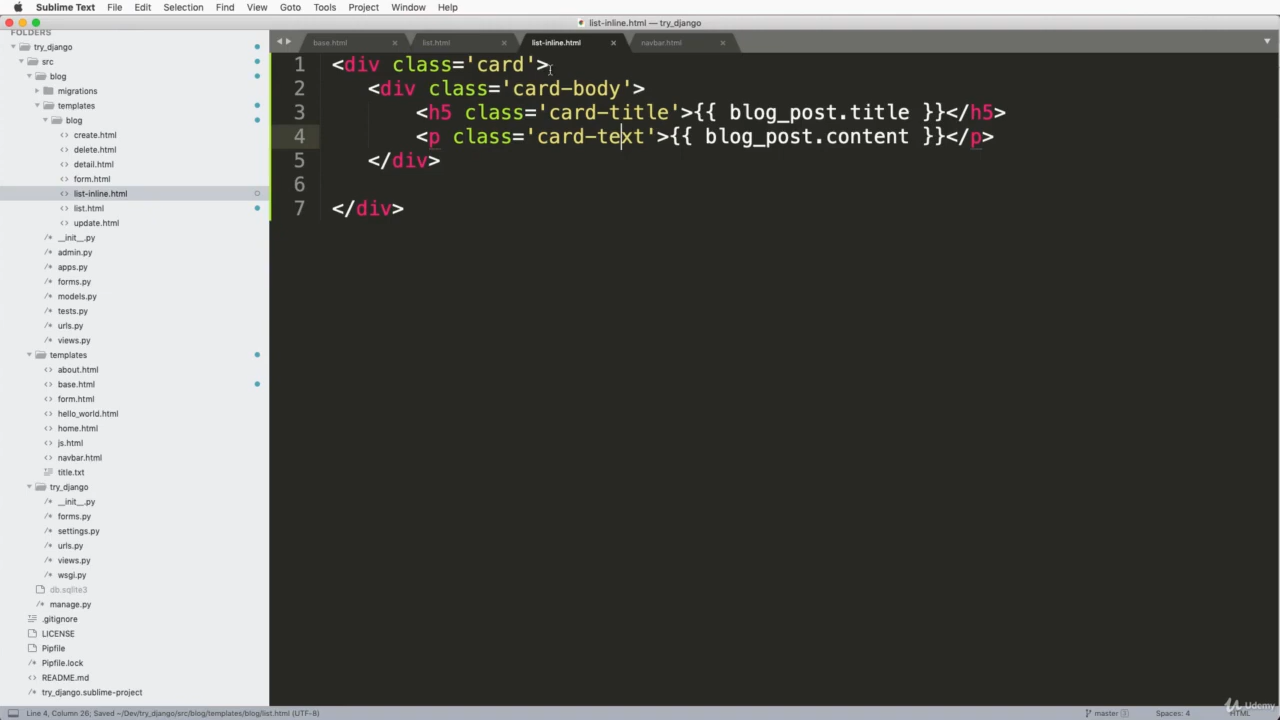 Sublime Text File Edit Selection Find View Goto Tools Project Window Help
list-inline.html — try_django
FOLDERS
try_django
src
blog
migrations
templates
blog
create.html
delete.html
detail.html
form.html
list-inline.html
list.html
update.html
__init__.py
admin.py
apps.py
forms.py
models.py
tests.py
urls.py
views.py
templates
about.html
base.html
form.html
hello_world.html
home.html
js.html
navbar.html
title.txt
try_django
__init__.py
forms.py
settings.py
urls.py
views.py
wsgi.py
db.sqlite3
manage.py
.gitignore
LICENSE
Pipfile
Pipfile.lock
README.md
try_django.sublime-project
base.html list.html list-inline.html navbar.html
1 <div class='card'>
2 <div class='card-body'>
3 <h5 class='card-title'>{{ blog_post.title }}</h5>
4 <p class='card-text'>{{ blog_post.content }}</p>
5 </div>
6
7 </div>
Line 4, Column 26; Saved ~/Dev/try_django/src/blog/templates/blog/list.html (UTF-8) master Spaces: 4 HTML
Udemy